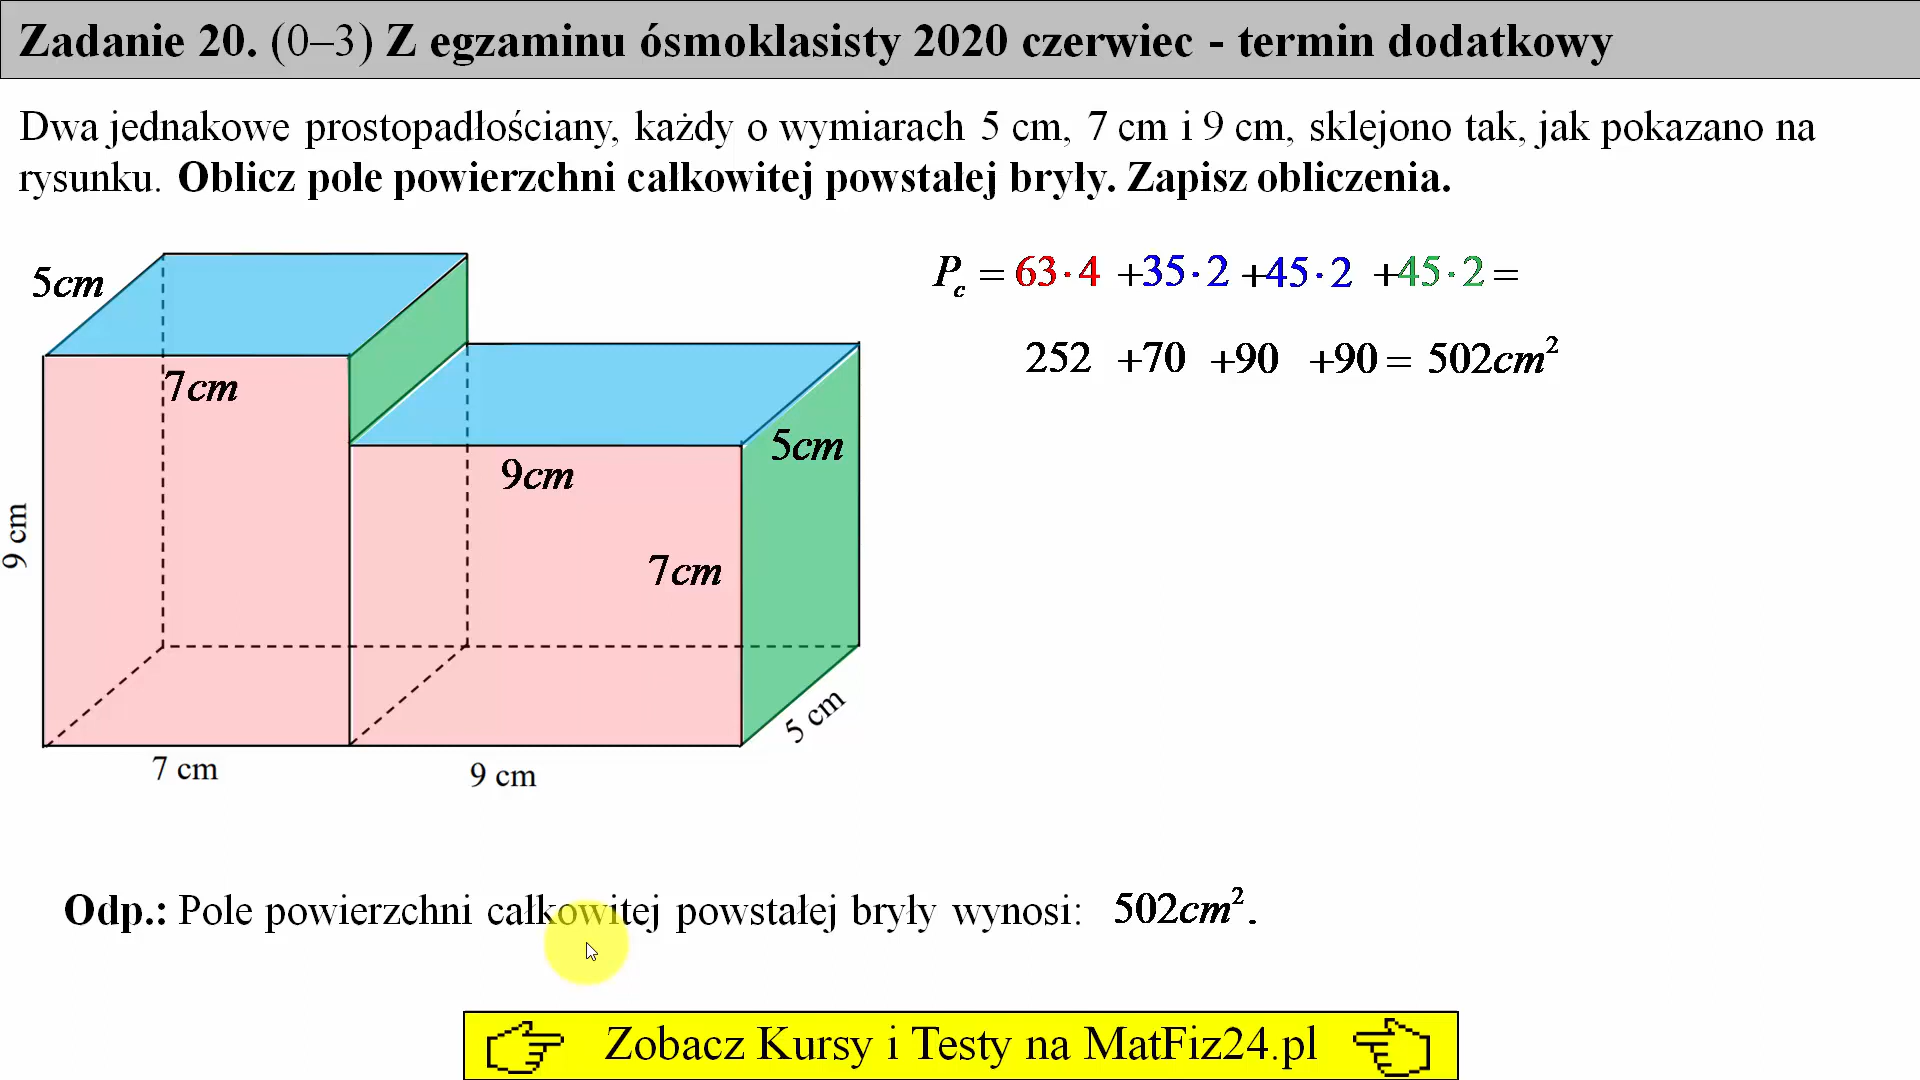 Zadanie 20. (0–3) Z egzaminu ósmoklasisty 2020 czerwiec - termin dodatkowy
Dwa jednakowe prostopadłościany, każdy o wymiarach 5 cm, 7 cm i 9 cm, sklejono tak, jak pokazano na
rysunku. Oblicz pole powierzchni całkowitej powstałej bryły. Zapisz obliczenia.
5cm
7cm
9 cm
9cm
5cm
7cm
5 cm
7 cm
9 cm
P_c = 63·4 +35·2 +45·2 +45·2 =
252 +70 +90 +90 = 502cm²
Odp.: Pole powierzchni całkowitej powstałej bryły wynosi: 502cm².
Zobacz Kursy i Testy na MatFiz24.pl